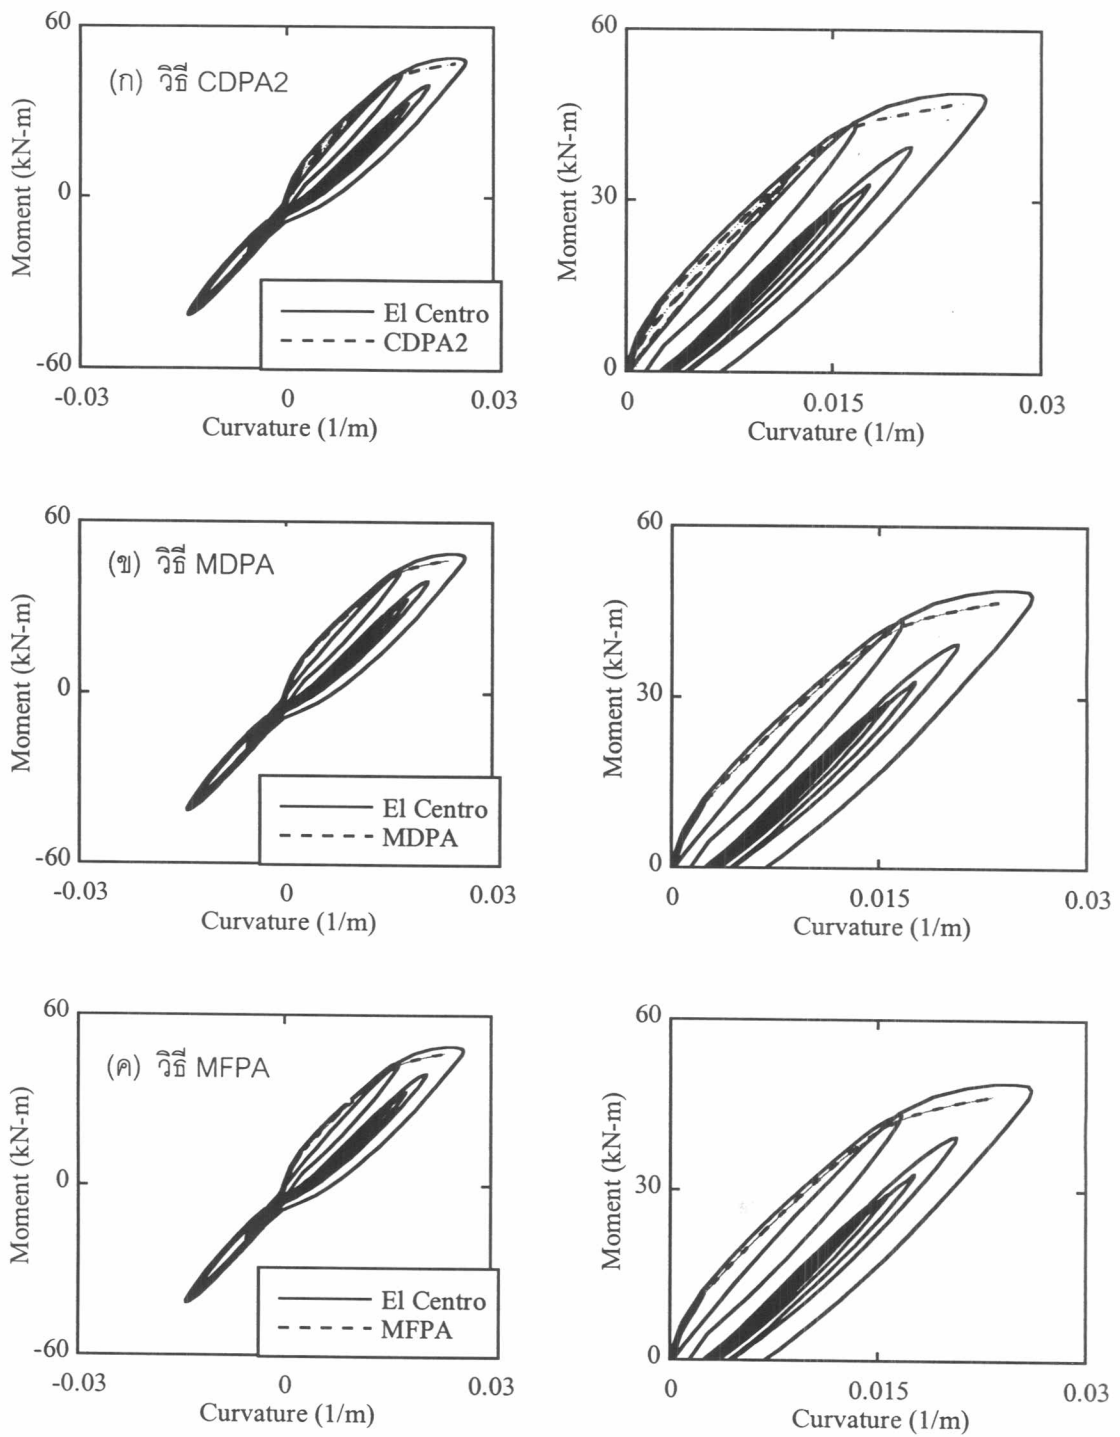 60
(ก) วิธี CDPA2
Moment (kN-m)
0
El Centro
CDPA2
-60
-0.03
0
0.03
Curvature (1/m)
60
Moment (kN-m)
30
0
0
0.015
0.03
Curvature (1/m)
60
(ข) วิธี MDPA
Moment (kN-m)
0
El Centro
MDPA
-60
-0.03
0
0.03
Curvature (1/m)
60
Moment (kN-m)
30
0
0
0.015
0.03
Curvature (1/m)
60
(ค) วิธี MFPA
Moment (kN-m)
0
El Centro
MFPA
-60
-0.03
0
0.03
Curvature (1/m)
60
Moment (kN-m)
30
0
0
0.015
0.03
Curvature (1/m)